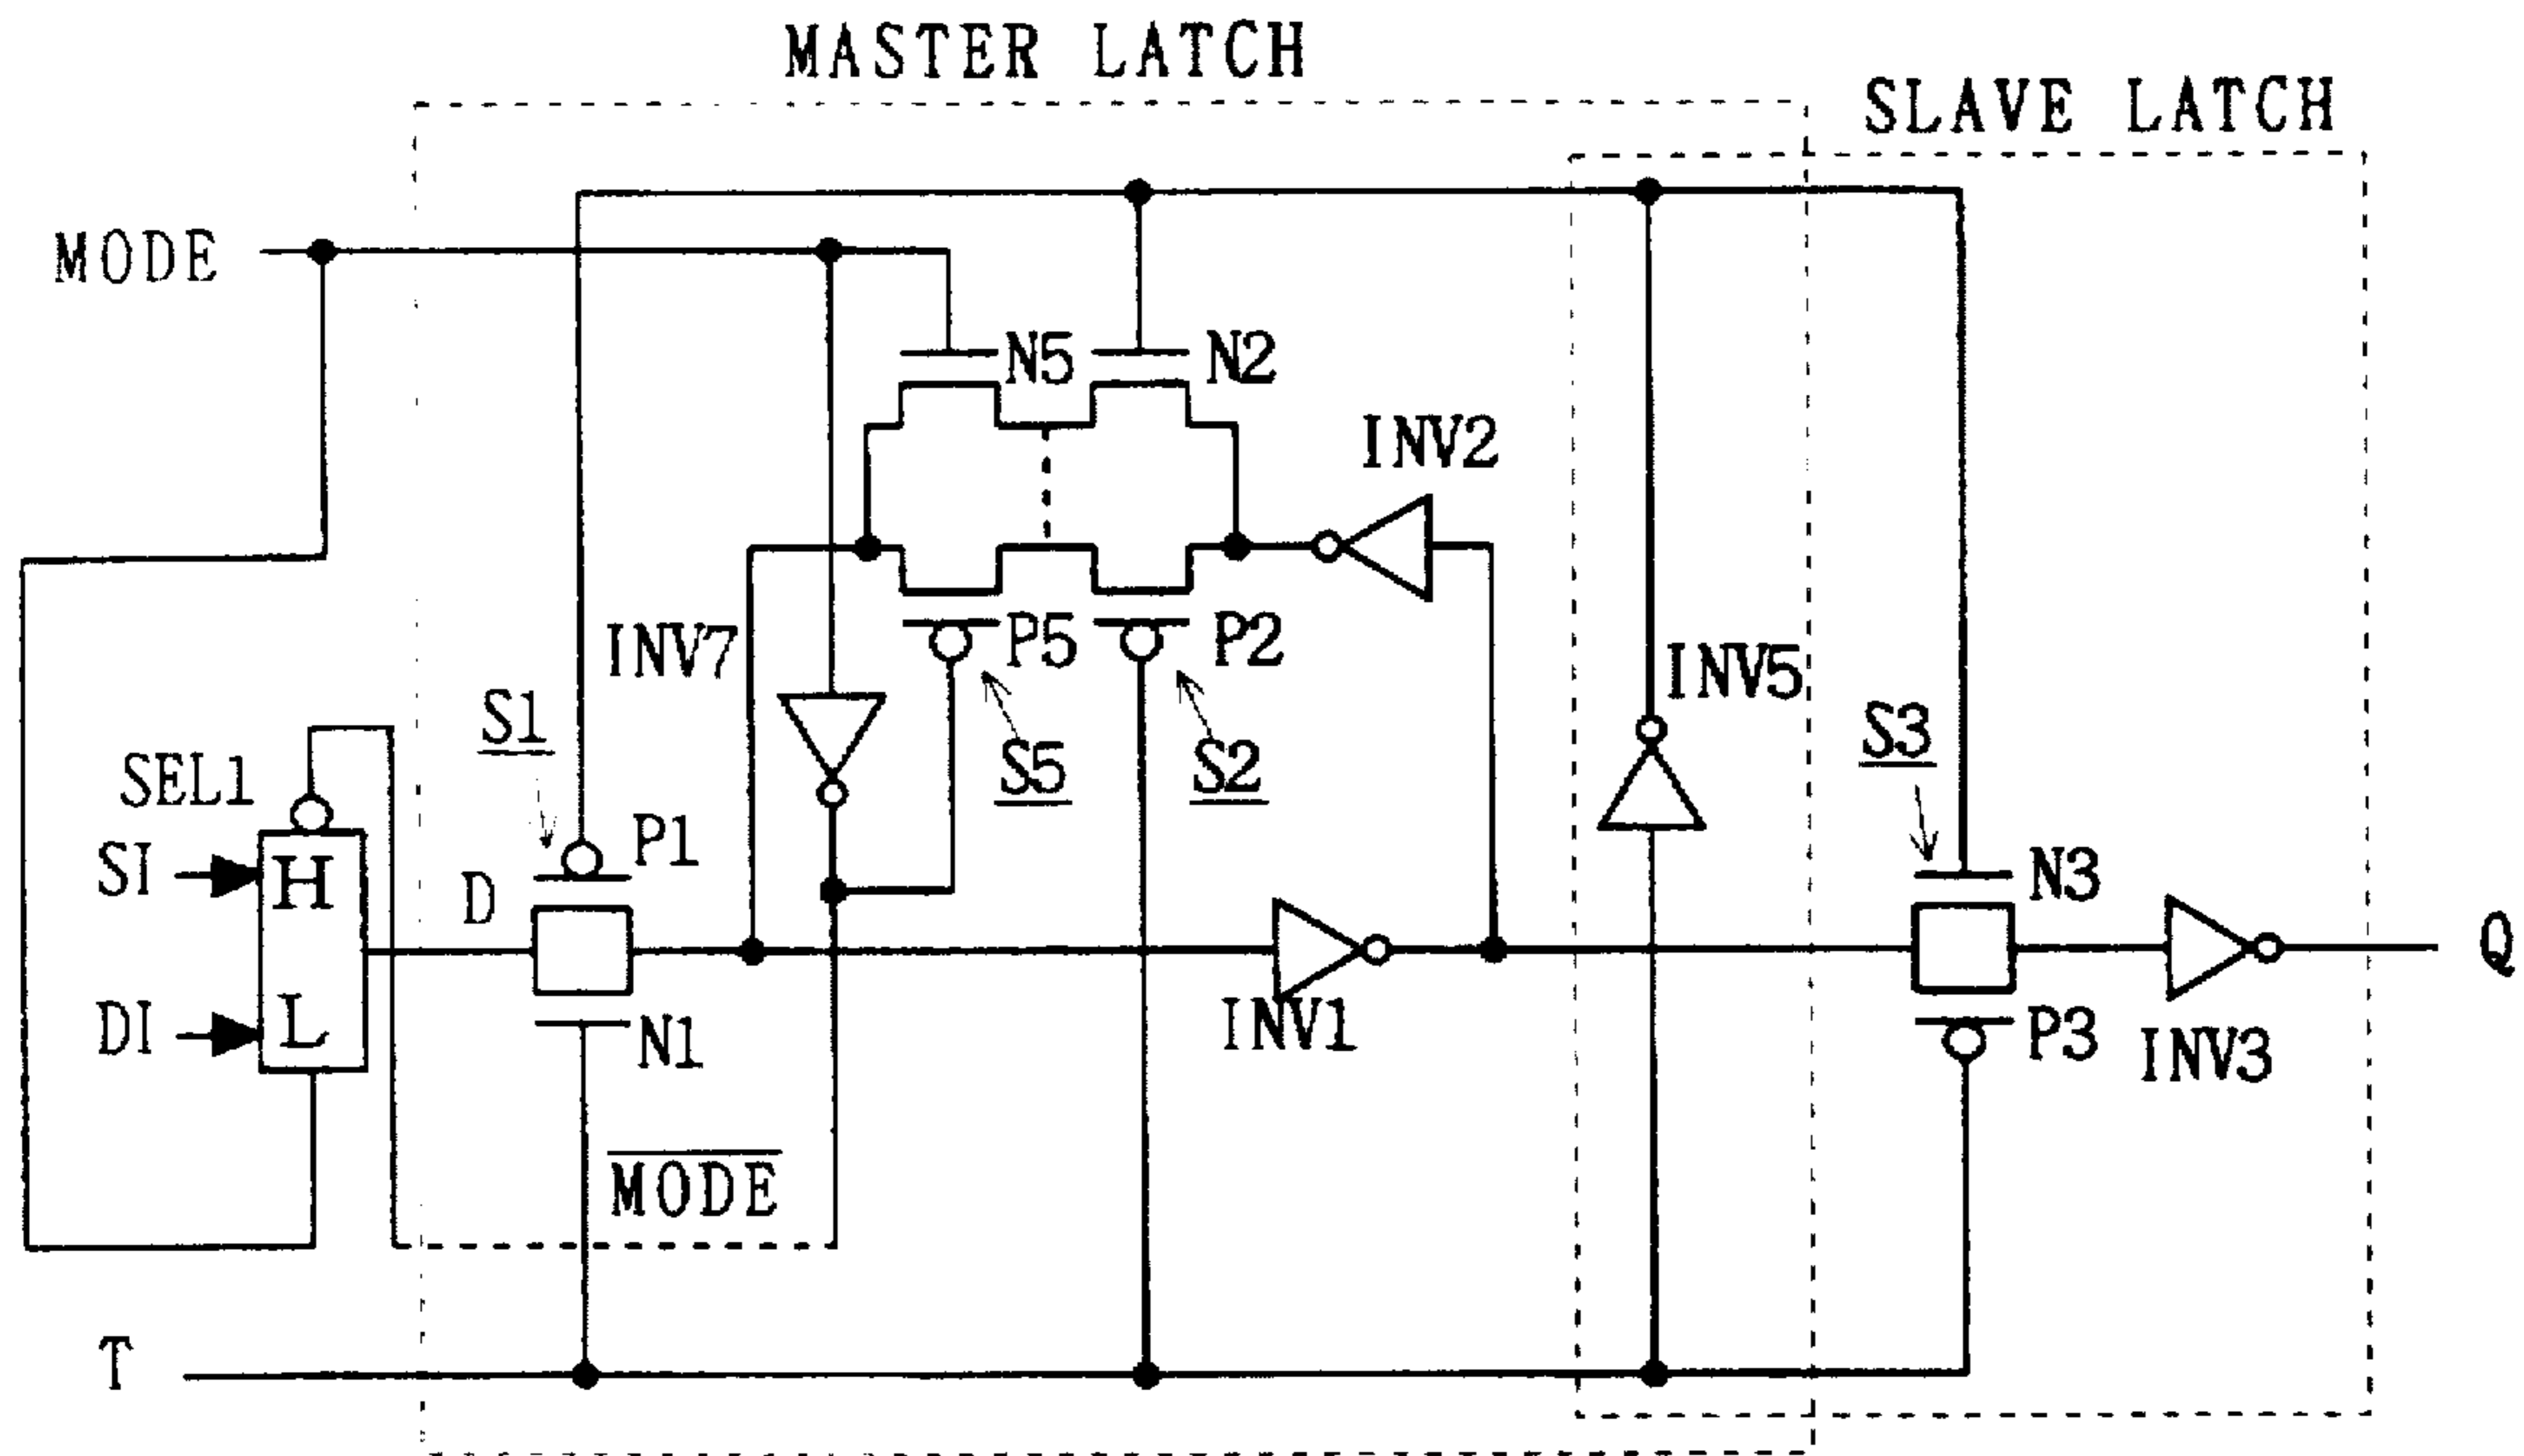 MASTER LATCH
SLAVE LATCH
MODE
N5
N2
INV2
INV7
P5
P2
INV5
S1
S5
S2
S3
SEL1
P1
SI
H
D
N3
Q
DI
L
N1
INV1
P3
INV3
MODE
T